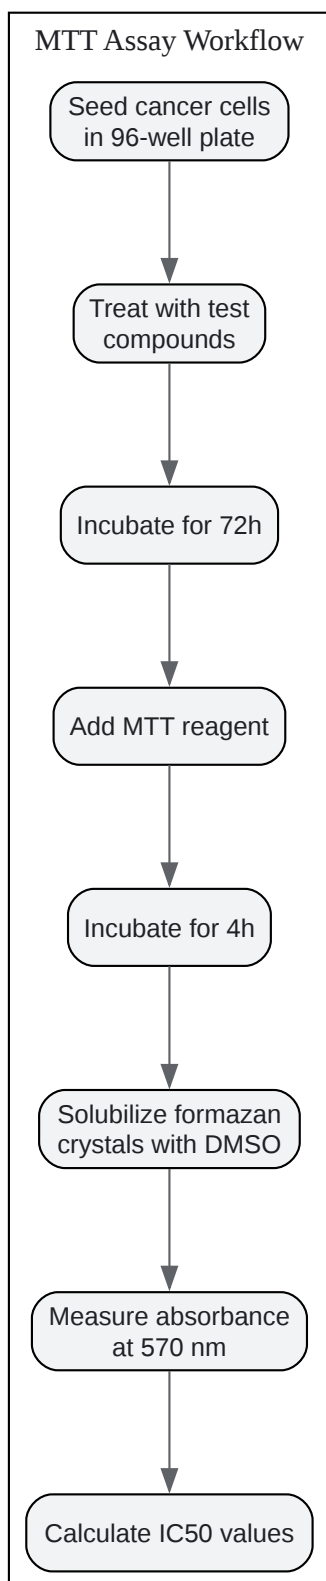 MTT Assay Workflow
Seed cancer cells
in 96-well plate
Treat with test
compounds
Incubate for 72h
Add MTT reagent
Incubate for 4h
Solubilize formazan
crystals with DMSO
Measure absorbance
at 570 nm
Calculate IC50 values